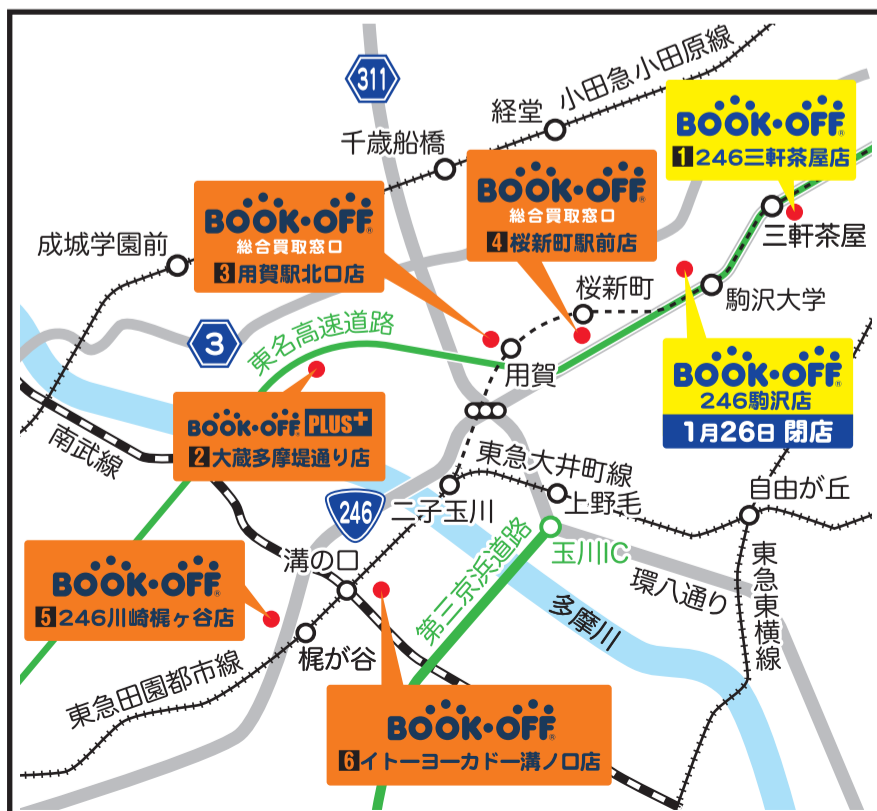 311
小田急小田原線
経堂
千歳船橋
BOOK・OFF
1 246三軒茶屋店
BOOK・OFF
総合買取窓口
4 桜新町駅前店
BOOK・OFF
総合買取窓口
3 用賀駅北口店
成城学園前
三軒茶屋
桜新町
駒沢大学
3
東名高速道路
用賀
BOOK・OFF
246駒沢店
1月26日 閉店
BOOK・OFF PLUS+
2 大蔵多摩堤通り店
南武線
246
二子玉川
東急大井町線
上野毛
自由が丘
玉川IC
溝の口
第三京浜道路
環八通り
多摩川
東急東横線
BOOK・OFF
5 246川崎梶ヶ谷店
梶が谷
東急田園都市線
BOOK・OFF
6 イトーヨーカドー溝ノ口店